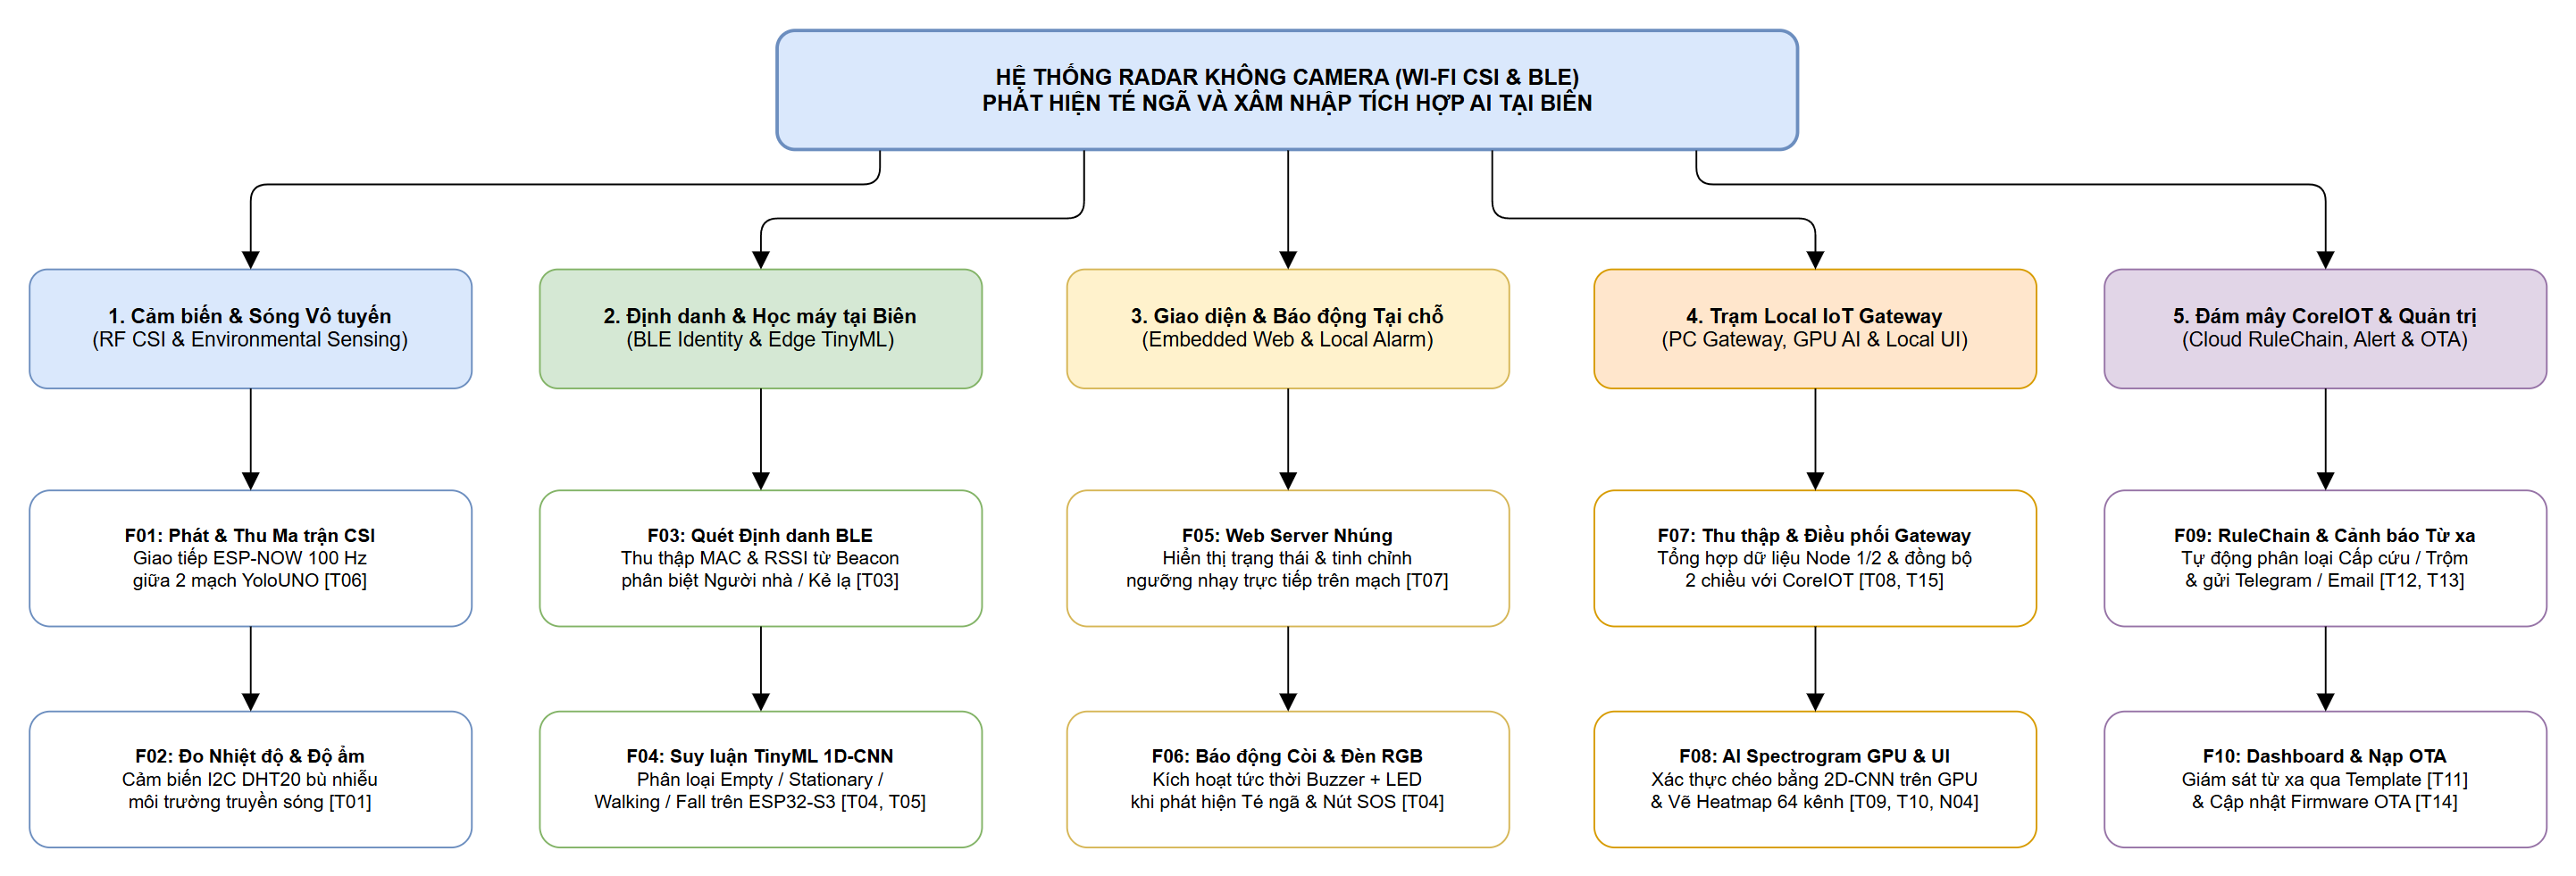 HỆ THỐNG RADAR KHÔNG CAMERA (WI-FI CSI & BLE)
PHÁT HIỆN TÉ NGÃ VÀ XÂM NHẬP TÍCH HỢP AI TẠI BIÊN
1. Cảm biến & Sóng Vô tuyến
(RF CSI & Environmental Sensing)
2. Định danh & Học máy tại Biên
(BLE Identity & Edge TinyML)
3. Giao diện & Báo động Tại chỗ
(Embedded Web & Local Alarm)
4. Trạm Local IoT Gateway
(PC Gateway, GPU AI & Local UI)
5. Đám mây CoreIOT & Quản trị
(Cloud RuleChain, Alert & OTA)
F01: Phát & Thu Ma trận CSI
Giao tiếp ESP-NOW 100 Hz
giữa 2 mạch YoloUNO [T06]
F03: Quét Định danh BLE
Thu thập MAC & RSSI từ Beacon
phân biệt Người nhà / Kẻ lạ [T03]
F05: Web Server Nhúng
Hiển thị trạng thái & tinh chỉnh
ngưỡng nhạy trực tiếp trên mạch [T07]
F07: Thu thập & Điều phối Gateway
Tổng hợp dữ liệu Node 1/2 & đồng bộ
2 chiều với CoreIOT [T08, T15]
F09: RuleChain & Cảnh báo Từ xa
Tự động phân loại Cấp cứu / Trộm
& gửi Telegram / Email [T12, T13]
F02: Đo Nhiệt độ & Độ ẩm
Cảm biến I2C DHT20 bù nhiễu
môi trường truyền sóng [T01]
F04: Suy luận TinyML 1D-CNN
Phân loại Empty / Stationary /
Walking / Fall trên ESP32-S3 [T04, T05]
F06: Báo động Còi & Đèn RGB
Kích hoạt tức thời Buzzer + LED
khi phát hiện Té ngã & Nút SOS [T04]
F08: AI Spectrogram GPU & UI
Xác thực chéo bằng 2D-CNN trên GPU
& Vẽ Heatmap 64 kênh [T09, T10, N04]
F10: Dashboard & Nạp OTA
Giám sát từ xa qua Template [T11]
& Cập nhật Firmware OTA [T14]